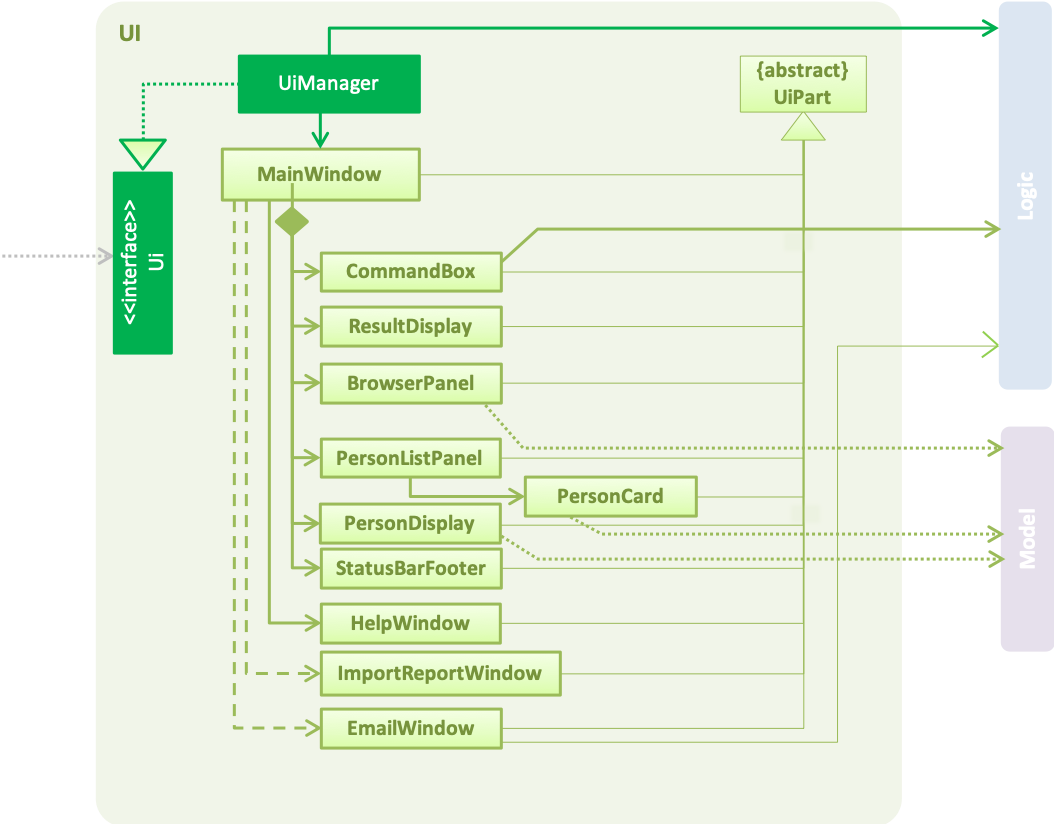 UI
UiManager
{abstract}
UiPart
MainWindow
Logic
<<interface>>
Ui
CommandBox
ResultDisplay
BrowserPanel
PersonListPanel
PersonCard
PersonDisplay
Model
StatusBarFooter
HelpWindow
ImportReportWindow
EmailWindow